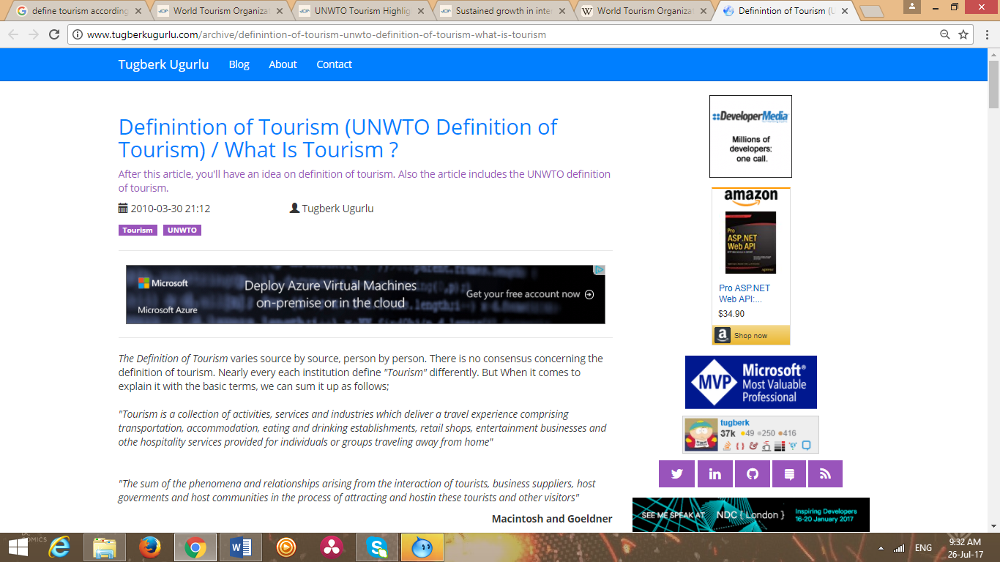 define tourism according
World Tourism Organizat
UNWTO Tourism Highlig
Sustained growth in inte
World Tourism Organizat
Definintion of Tourism (U
www.tugberkugurlu.com/archive/definintion-of-tourism-unwto-definition-of-tourism-what-is-tourism
Tugberk Ugurlu
Blog
About
Contact
Definintion of Tourism (UNWTO Definition of
Tourism) / What Is Tourism ?
After this article, you'll have an idea on definition of tourism. Also the article includes the UNWTO definition
of tourism.
2010-03-30 21:12
Tugberk Ugurlu
Tourism
UNWTO
Microsoft
Microsoft Azure
Deploy Azure Virtual Machines
on-premise or in the cloud
Get your free account now
The Definition of Tourism varies source by source, person by person. There is no consensus concerning the
definition of tourism. Nearly every each institution define "Tourism" differently. But When it comes to
explain it with the basic terms, we can sum it up as follows;
"Tourism is a collection of activities, services and industries which deliver a travel experience comprising
transportation, accommodation, eating and drinking establishments, retail shops, entertainment businesses and
othe hospitality services provided for individuals or groups traveling away from home"
"The sum of the phenomena and relationships arising from the interaction of tourists, business suppliers, host
goverments and host communities in the process of attracting and hostin these tourists and other visitors"
Macintosh and Goeldner
::DeveloperMedia
Millions of
developers:
one call.
amazon
Pro
ASP.NET
Web API
Pro ASP.NET
Web API:...
$34.90
Shop now
MVP
Microsoft®
Most Valuable
Professional
tugberk
37k 49 250 416
SEE ME SPEAK AT
NDC { London }
Inspiring Developers
16-20 January 2017
COMICS
ENG
9:32 AM
26-Jul-17